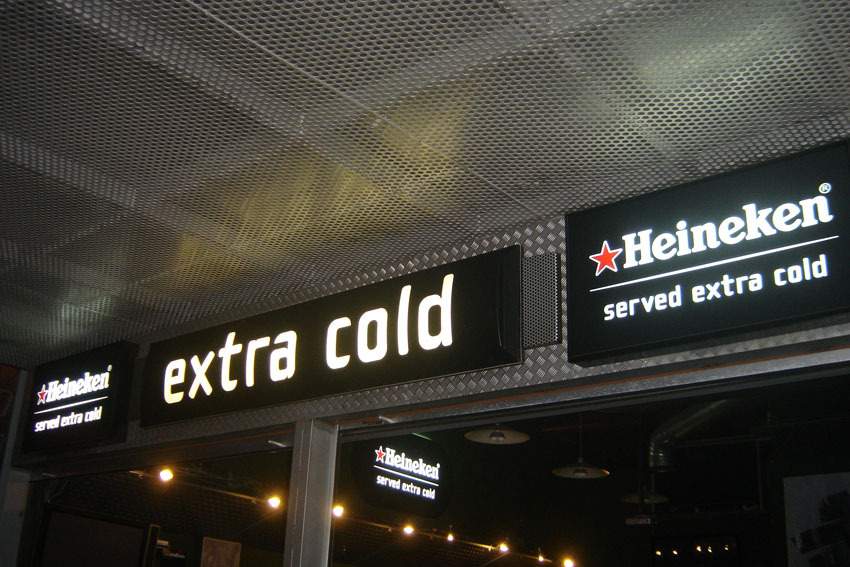 Heineken
served extra cold
extra cold
Heineken®
served extra cold
Heineken
served extra cold